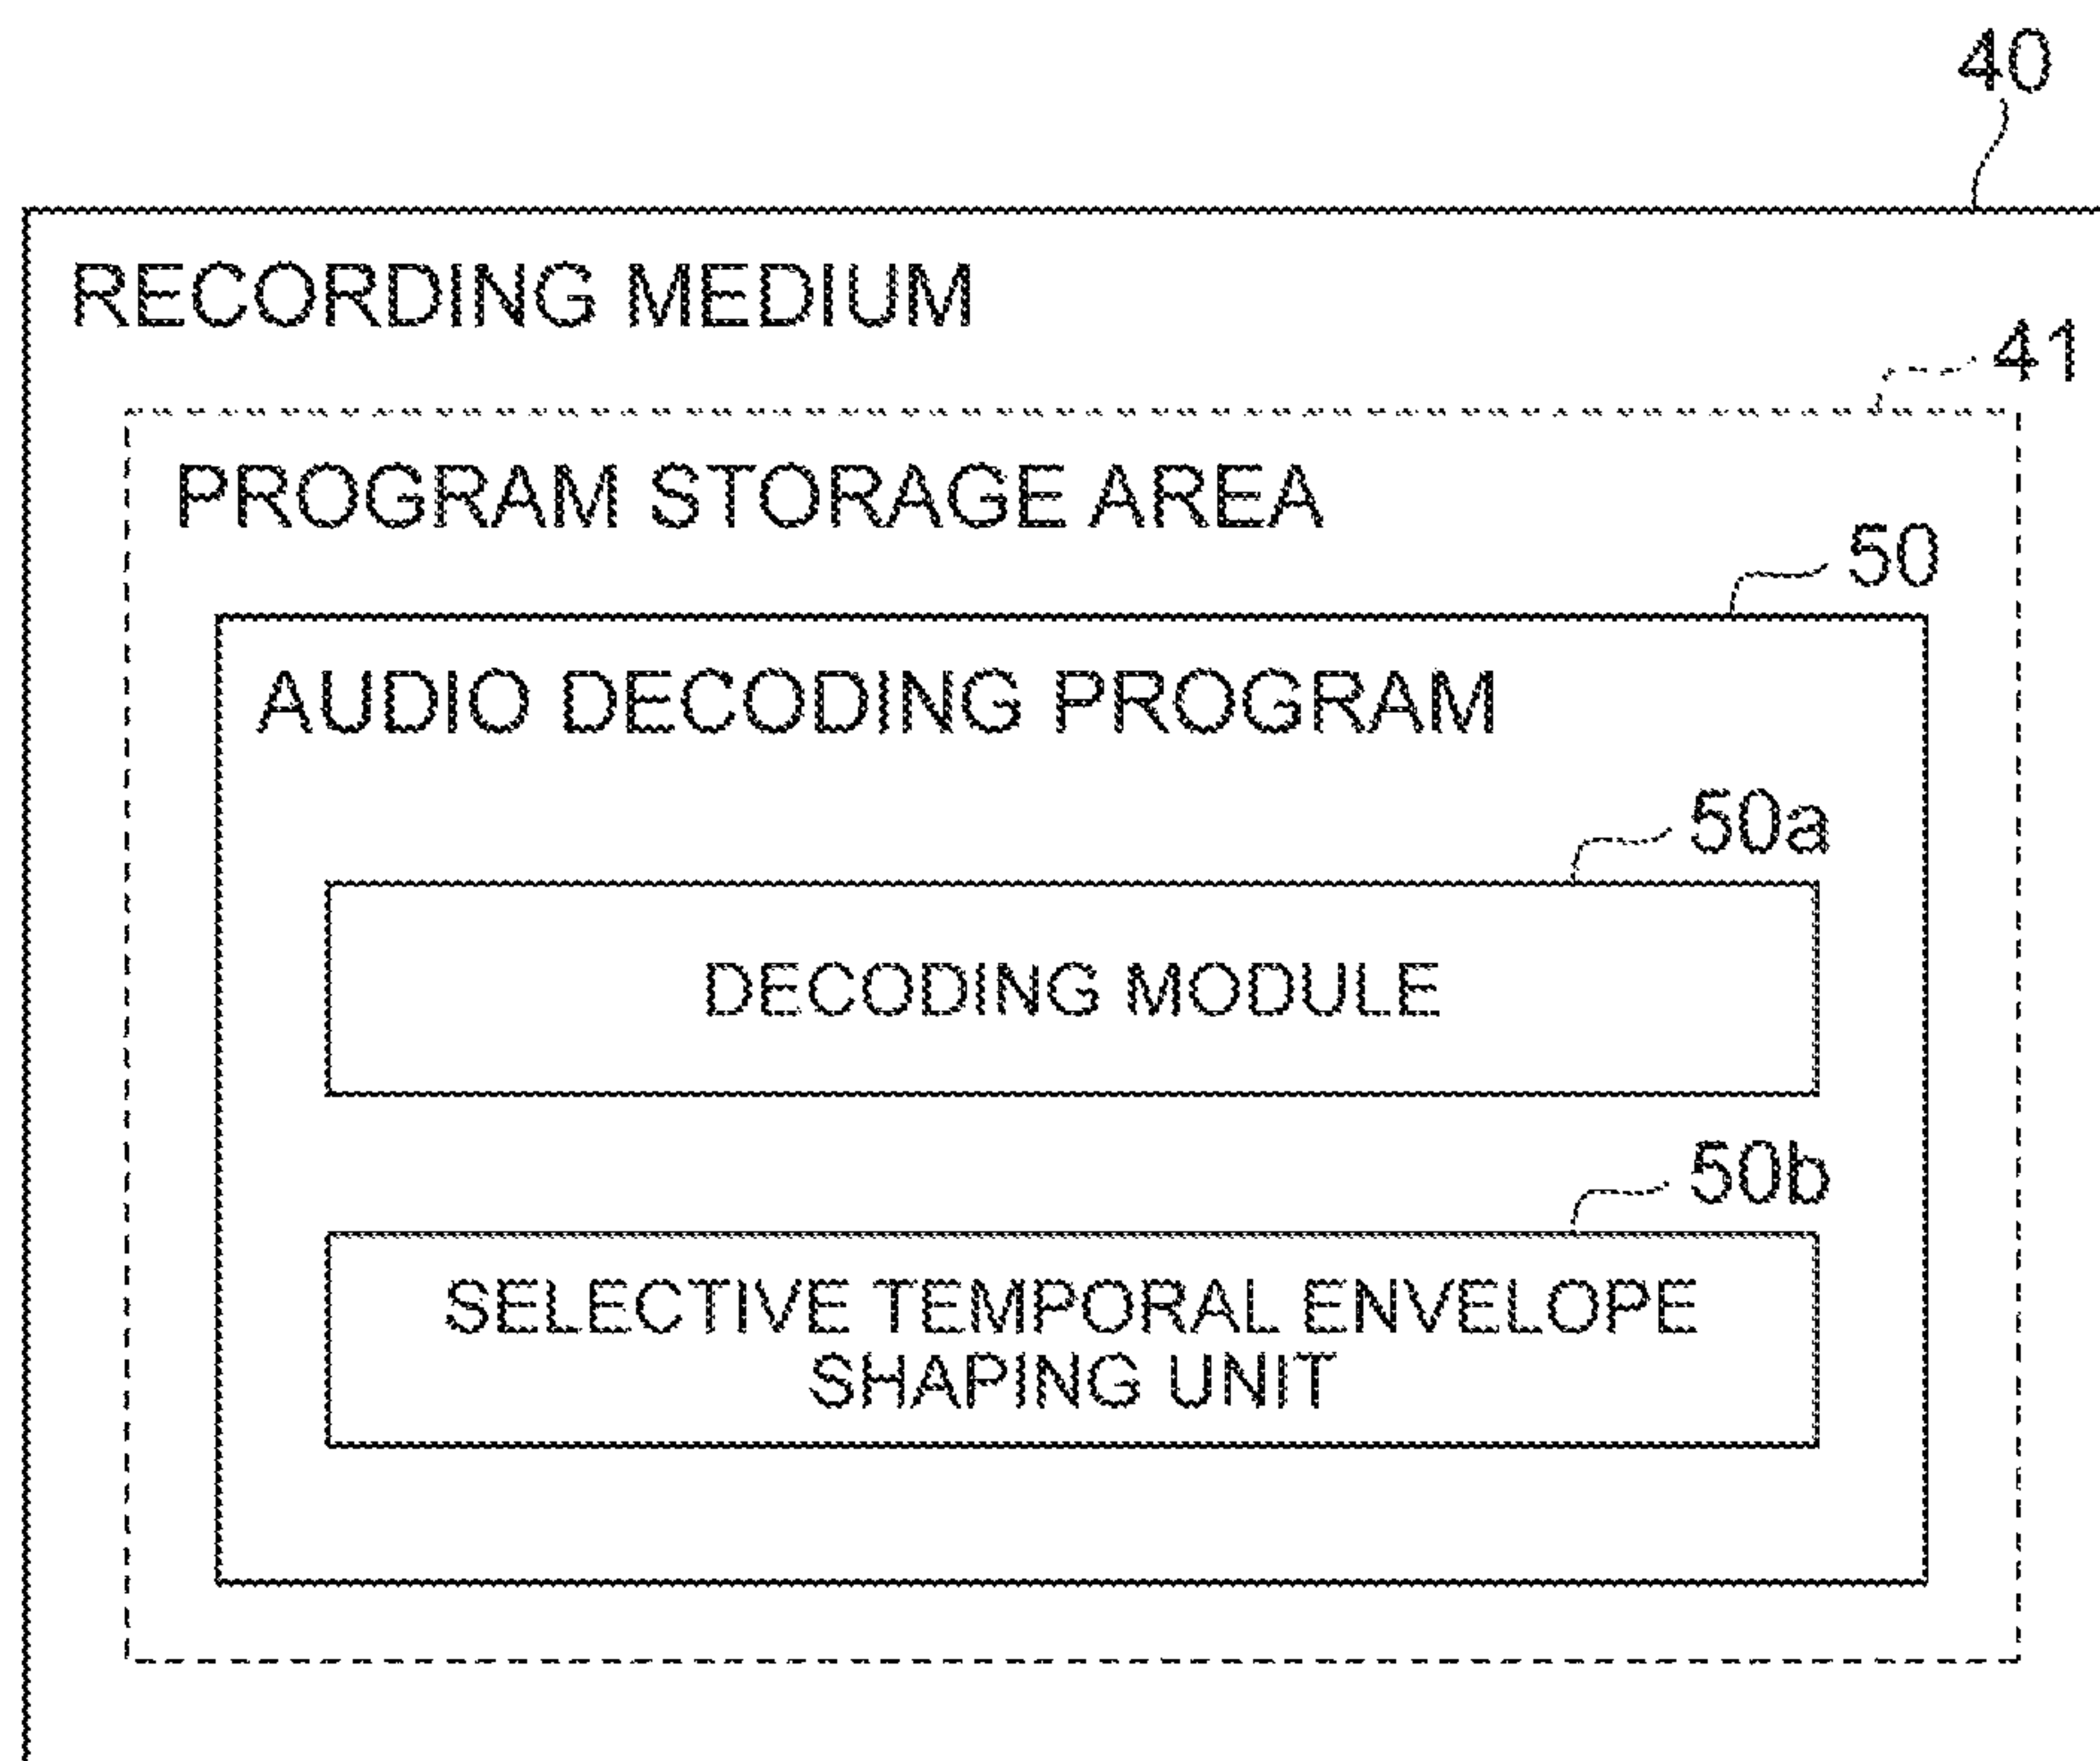 40
RECORDING MEDIUM
41
PROGRAM STORAGE AREA
50
AUDIO DECODING PROGRAM
50a
DECODING MODULE
50b
SELECTIVE TEMPORAL ENVELOPE
SHAPING UNIT